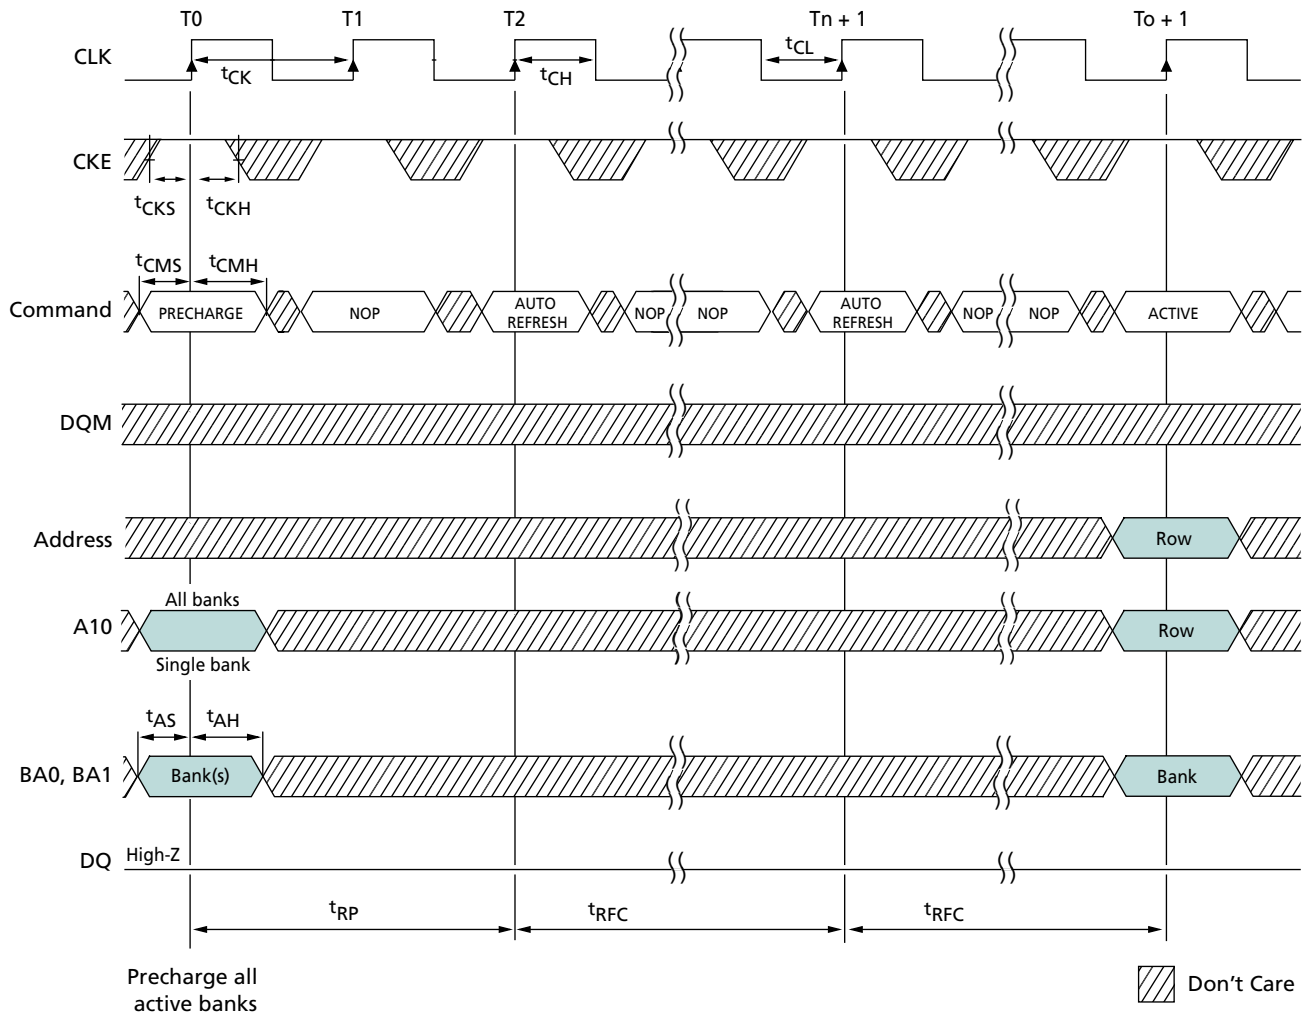 T0 T1 T2 Tn + 1 To + 1
CLK
tCK tCH tCL
CKE
tCKS tCKH
tCMS tCMH
Command PRECHARGE NOP AUTO REFRESH NOP NOP AUTO REFRESH NOP NOP ACTIVE
DQM
Address Row
All banks
A10 Row
Single bank
tAS tAH
BA0, BA1 Bank(s) Bank
DQ High-Z
tRP tRFC tRFC
Precharge all
active banks
Don't Care